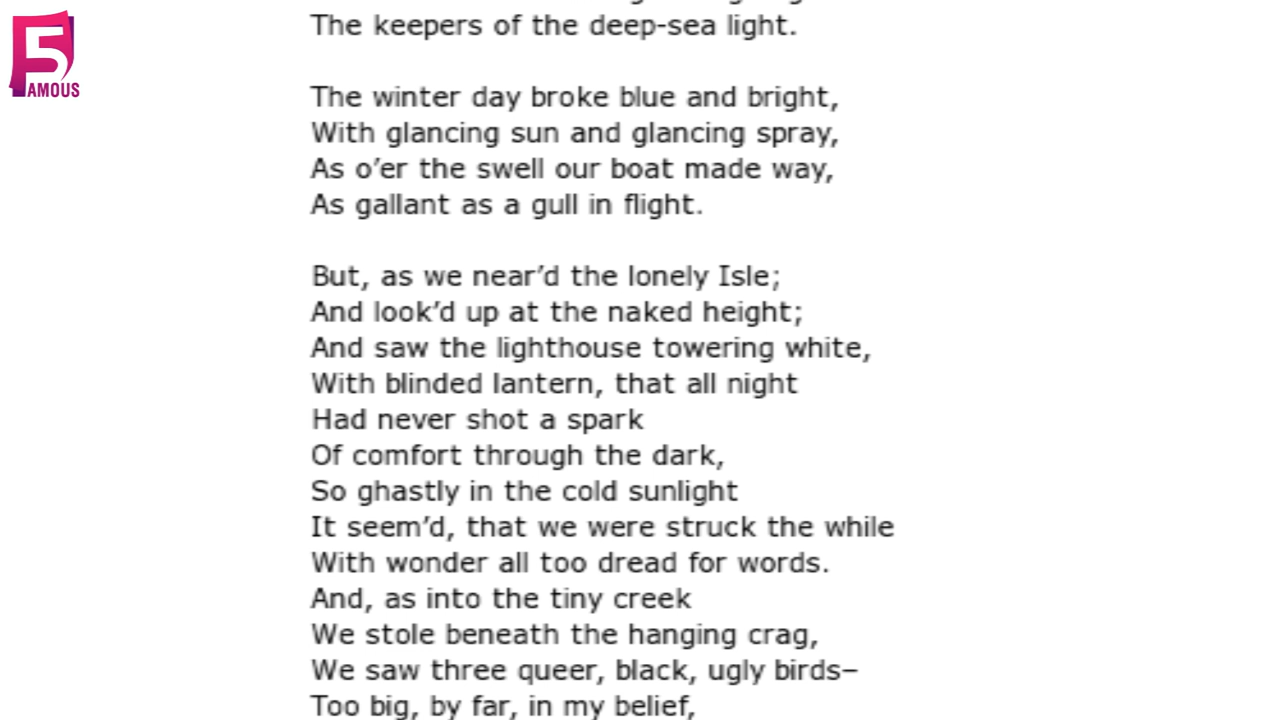 5
FAMOUS
The keepers of the deep-sea light.
The winter day broke blue and bright,
With glancing sun and glancing spray,
As o’er the swell our boat made way,
As gallant as a gull in flight.
But, as we near’d the lonely Isle;
And look’d up at the naked height;
And saw the lighthouse towering white,
With blinded lantern, that all night
Had never shot a spark
Of comfort through the dark,
So ghastly in the cold sunlight
It seem’d, that we were struck the while
With wonder all too dread for words.
And, as into the tiny creek
We stole beneath the hanging crag,
We saw three queer, black, ugly birds–
Too big, by far, in my belief,